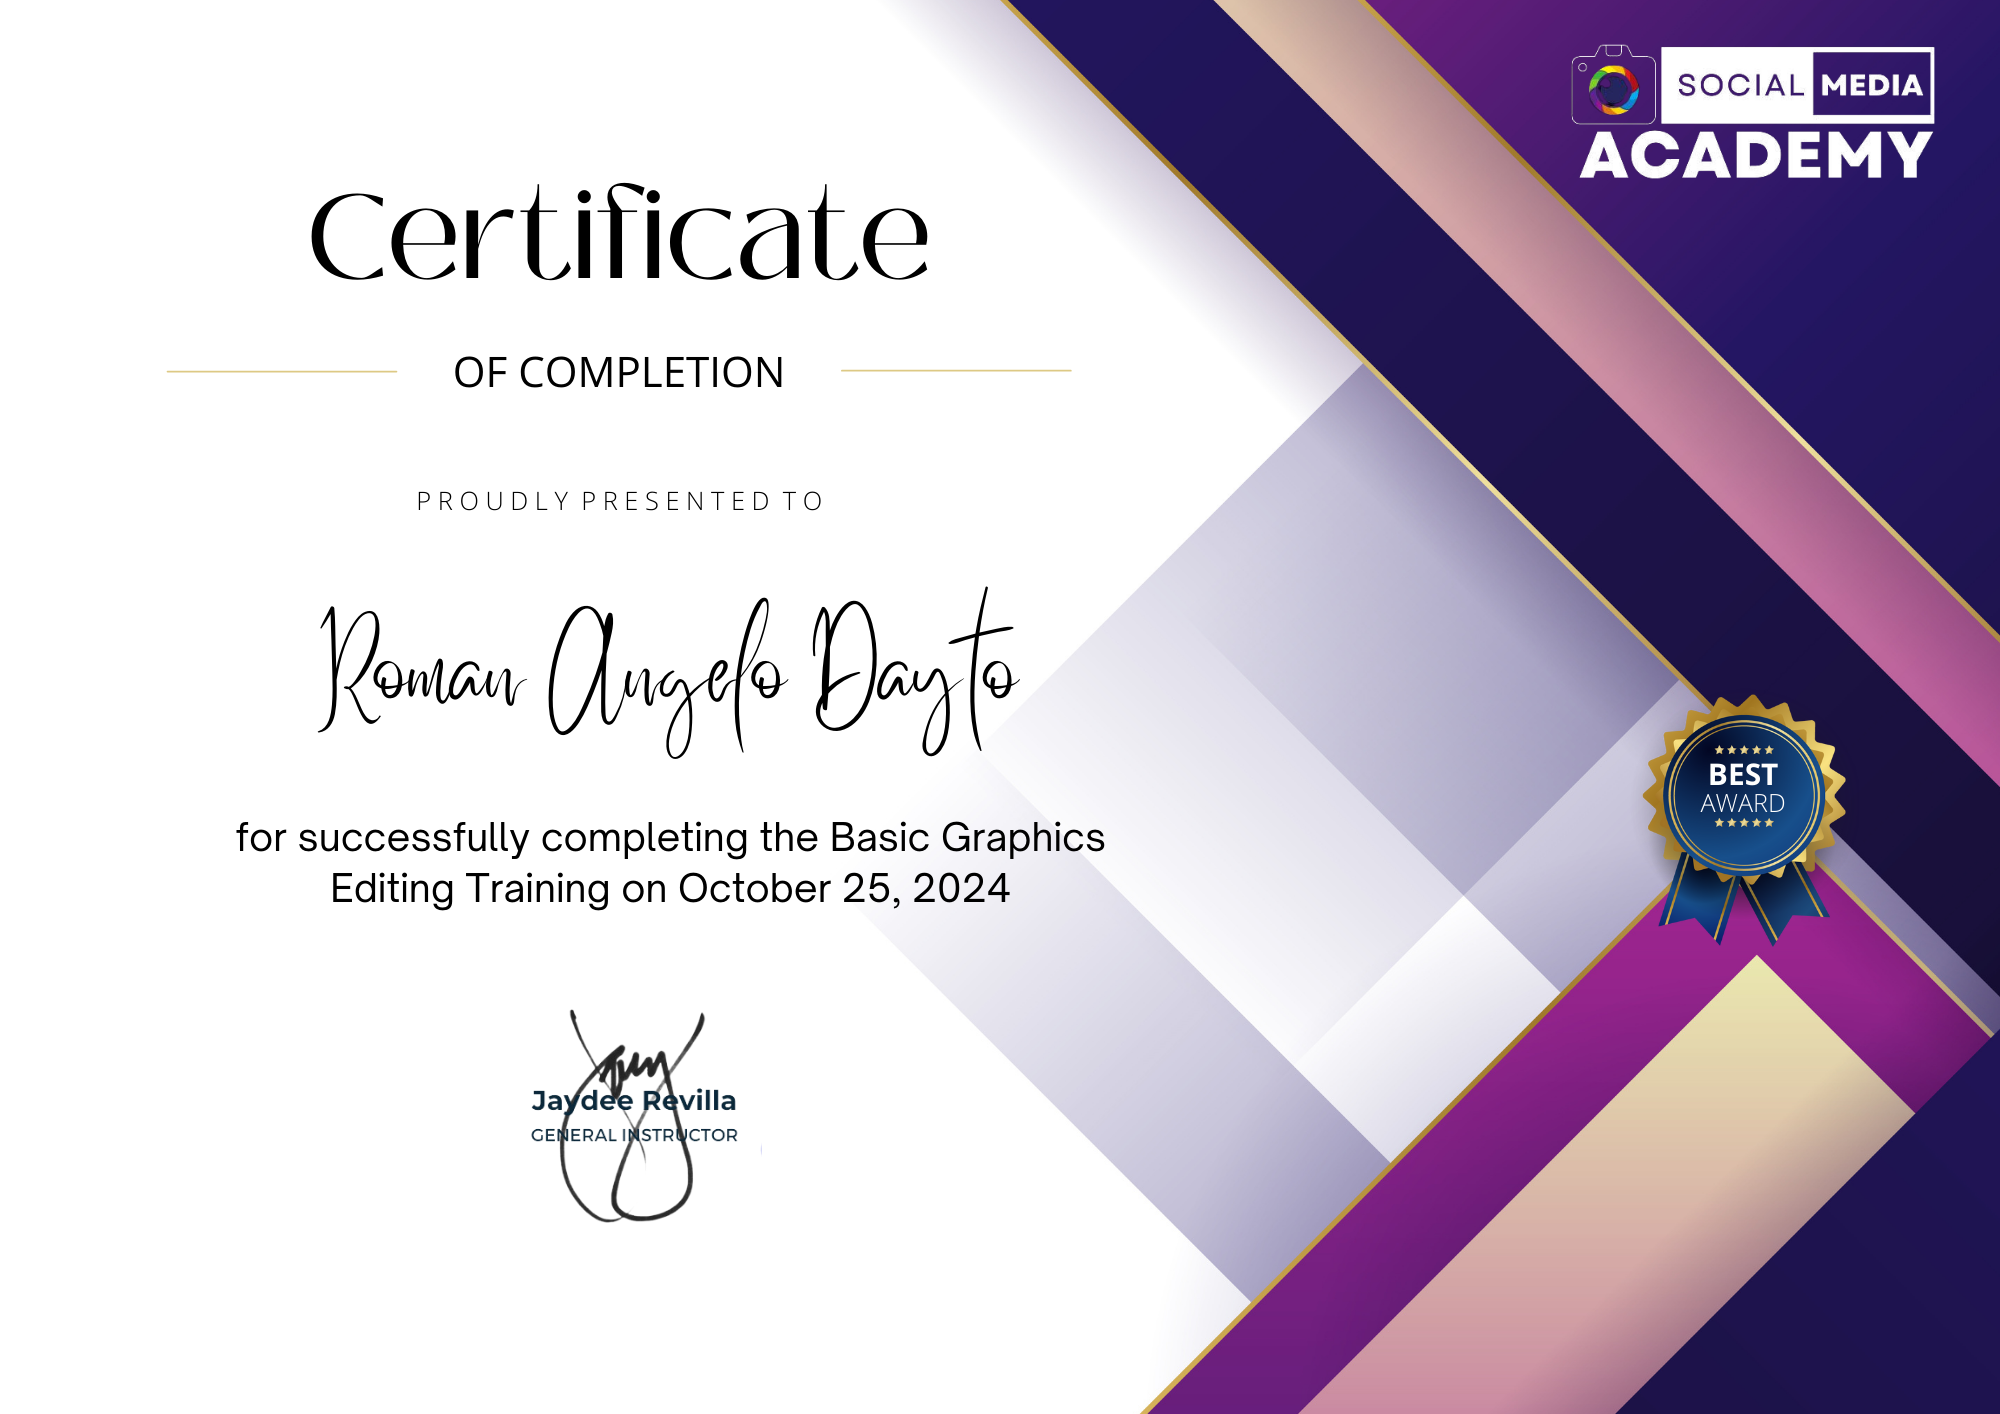 SOCIAL MEDIA
ACADEMY
Certificate
OF COMPLETION
PROUDLY PRESENTED TO
Roman Angelo Dayto
for successfully completing the Basic Graphics
Editing Training on October 25, 2024
BEST
AWARD
Jaydee Revilla
GENERAL INSTRUCTOR